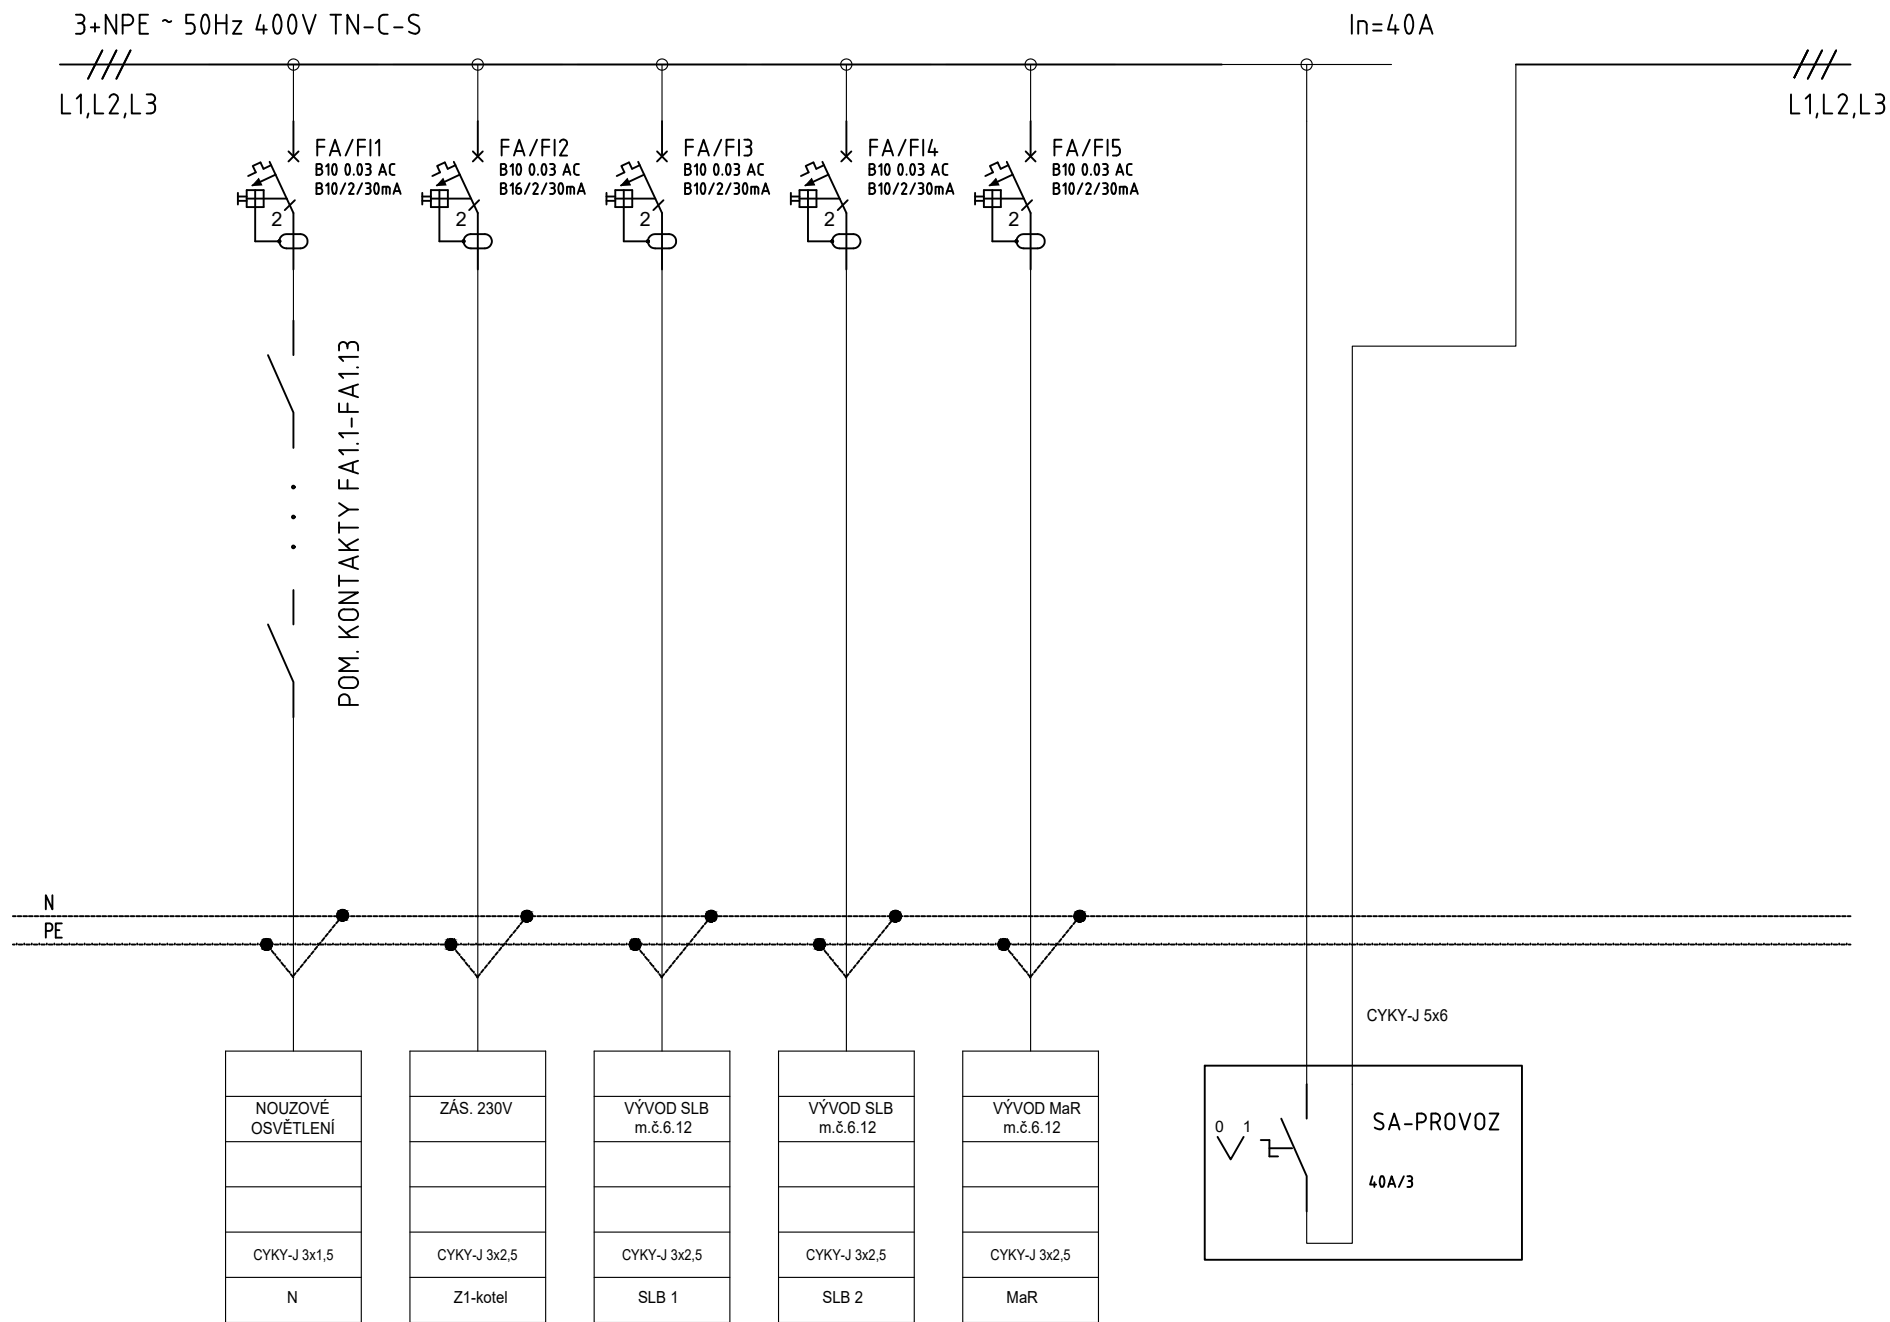 3+NPE ~ 50Hz 400V TN-C-S
In=40A
L1,L2,L3
L1,L2,L3
FA/FI1
B10 0.03 AC
B10/2/30mA
2
FA/FI2
B10 0.03 AC
B16/2/30mA
2
FA/FI3
B10 0.03 AC
B10/2/30mA
2
FA/FI4
B10 0.03 AC
B10/2/30mA
2
FA/FI5
B10 0.03 AC
B10/2/30mA
2
POM. KONTAKTY FA1.1-FA1.13
N
PE
CYKY-J 5x6
NOUZOVÉ
OSVĚTLENÍ
CYKY-J 3x1,5
N
ZÁS. 230V
CYKY-J 3x2,5
Z1-kotel
VÝVOD SLB
m.č.6.12
CYKY-J 3x2,5
SLB 1
VÝVOD SLB
m.č.6.12
CYKY-J 3x2,5
SLB 2
VÝVOD MaR
m.č.6.12
CYKY-J 3x2,5
MaR
0 1
SA-PROVOZ
40A/3